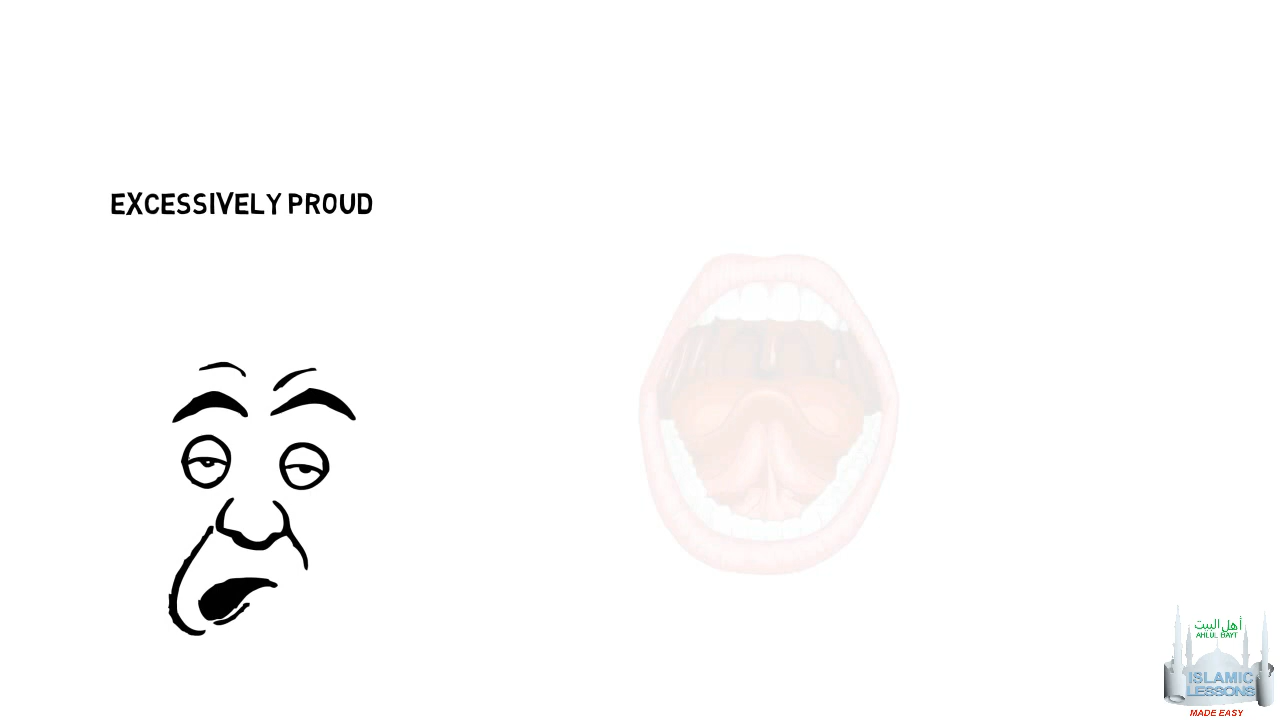 EXCESSIVELY PROUD
أهل البيت
AHLUL BAYT
ISLAMIC
LESSONS
MADE EASY